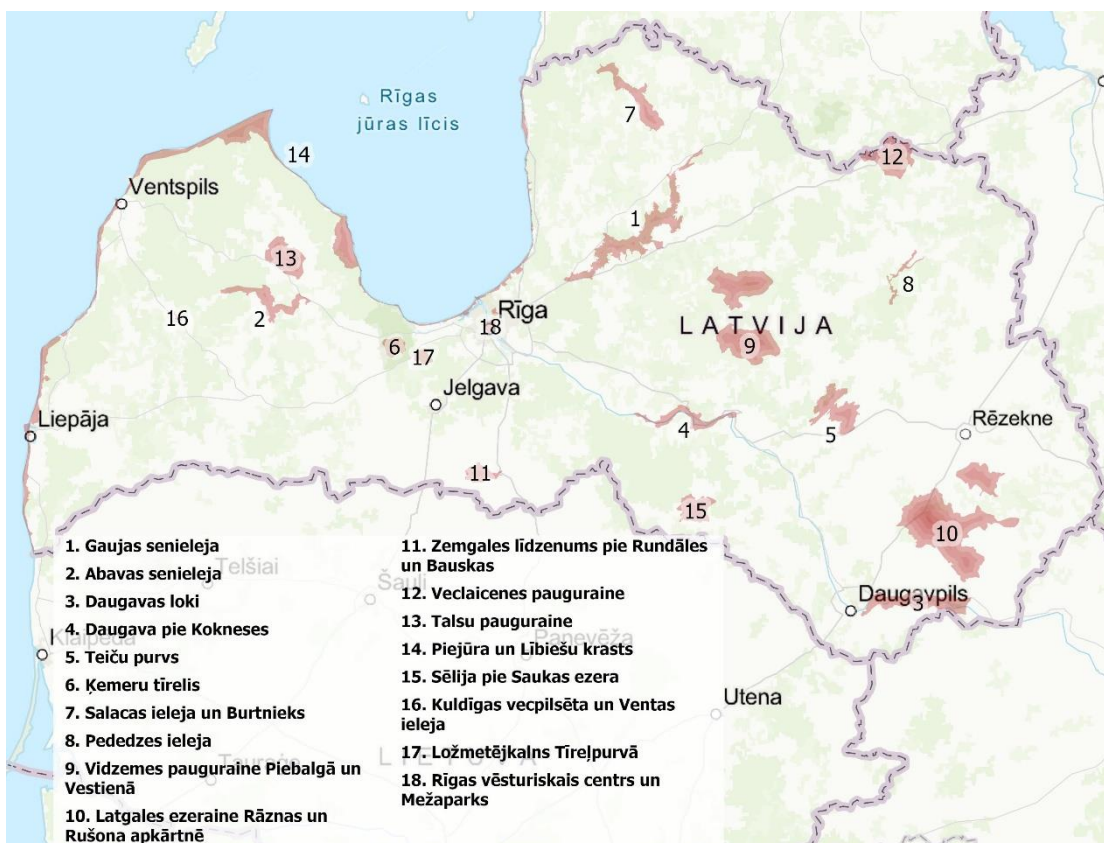 Rīgas
jūras līcis
7
12
14
Ventspils
1
13
8
2
16
Rīga
18
LATVIJA
9
6
17
Jelgava
Liepāja
4
5
Rēzekne
11
15
10
Daugavpils
3
Telšiai
Šauli
Panevėža
Utena
LIETUVA
1. Gaujas senieleja
2. Abavas senieleja
3. Daugavas loki
4. Daugava pie Kokneses
5. Teiču purvs
6. Ķemeru tīrelis
7. Salacas ieleja un Burtnieks
8. Pededzes ieleja
9. Vidzemes pauguraine Piebalgā un
Vestienā
10. Latgales ezeraine Rāznas un
Rušona apkārtnē
11. Zemgales līdzenums pie Rundāles
un Bauskas
12. Veclaicenes pauguraine
13. Talsu pauguraine
14. Piejūra un Lībiešu krasts
15. Sēlija pie Saukas ezera
16. Kuldīgas vecpilsēta un Ventas
ieleja
17. Ložmetējkalns Tīreļpurvā
18. Rīgas vēsturiskais centrs un
Mežaparks